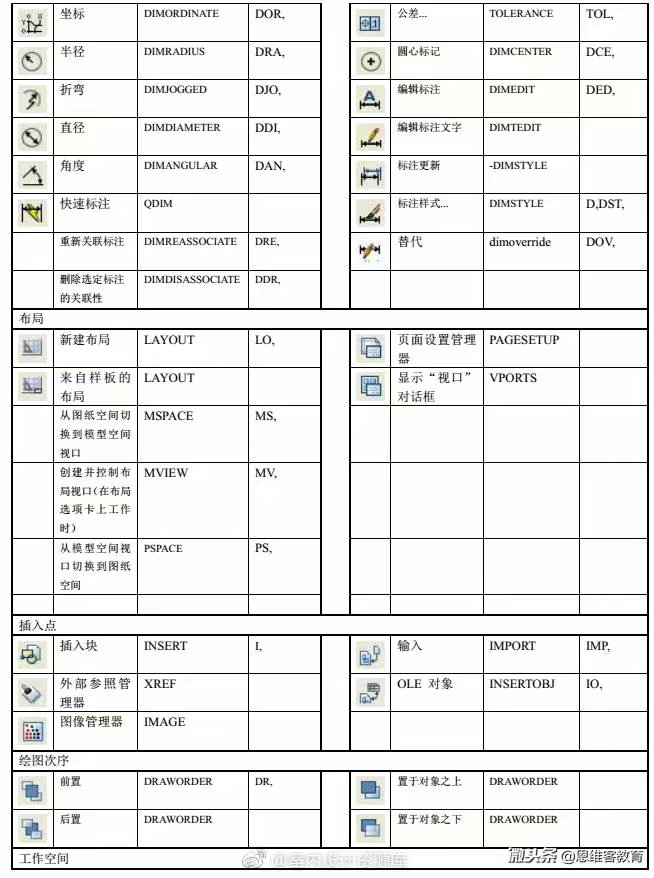 坐标 DIMORDINATE DOR, 公差... TOLERANCE TOL,
半径 DIMRADIUS DRA, 圆心标记 DIMCENTER DCE,
折弯 DIMJOGGED DJO, 编辑标注 DIMEDIT DED,
直径 DIMDIAMETER DDI, 编辑标注文字 DIMTEDIT
角度 DIMANGULAR DAN, 标注更新 -DIMSTYLE
快速标注 QDIM 标注样式... DIMSTYLE D,DST,
重新关联标注 DIMREASSOCIATE DRE, 替代 dimoverride DOV,
删除选定标注 DIMDISASSOCIATE DDR,
的关联性
布局
新建布局 LAYOUT LO, 页面设置管理 PAGESETUP
器
来自样板的 LAYOUT 显示“视口” VPORTS
布局 对话框
从图纸空间切 MSPACE MS,
换到模型空间
视口
创建并控制布 MVIEW MV,
局视口(在布局
选项卡上工作
时)
从模型空间视 PSPACE PS,
口切换到图纸
空间
插入点
插入块 INSERT I, 输入 IMPORT IMP,
外部参照管 XREF OLE 对象 INSERTOBJ IO,
理器
图像管理器 IMAGE
绘图次序
前置 DRAWORDER DR, 置于对象之上 DRAWORDER
后置 DRAWORDER 置于对象之下 DRAWORDER
工作空间
@室内设计资源库
微头条 @恩维客教育